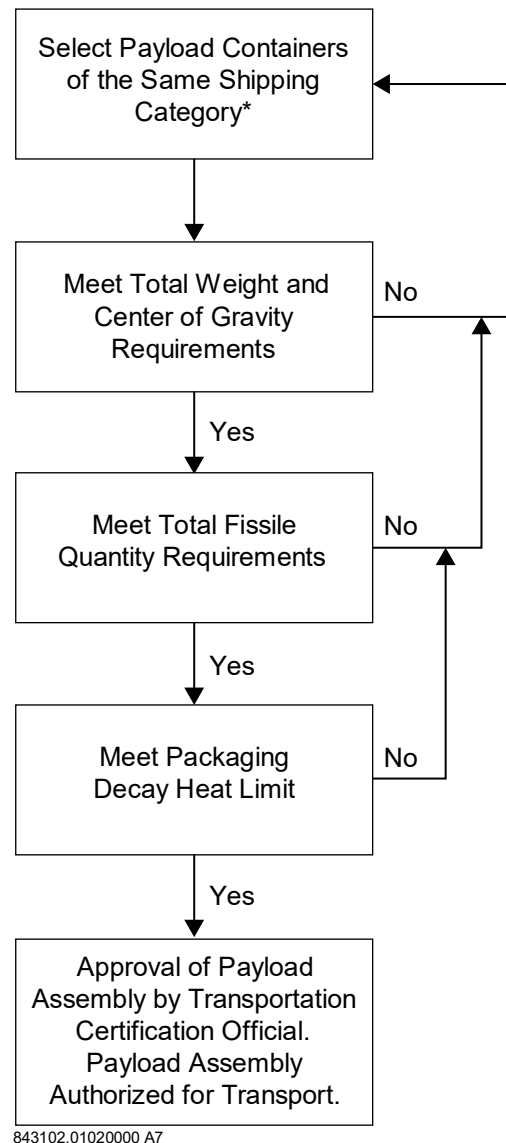 Select Payload Containers
of the Same Shipping
Category*
Meet Total Weight and
Center of Gravity
Requirements
No
Yes
Meet Total Fissile
Quantity Requirements
No
Yes
Meet Packaging
Decay Heat Limit
No
Yes
Approval of Payload
Assembly by Transportation
Certification Official.
Payload Assembly
Authorized for Transport.
843102.01020000 A7